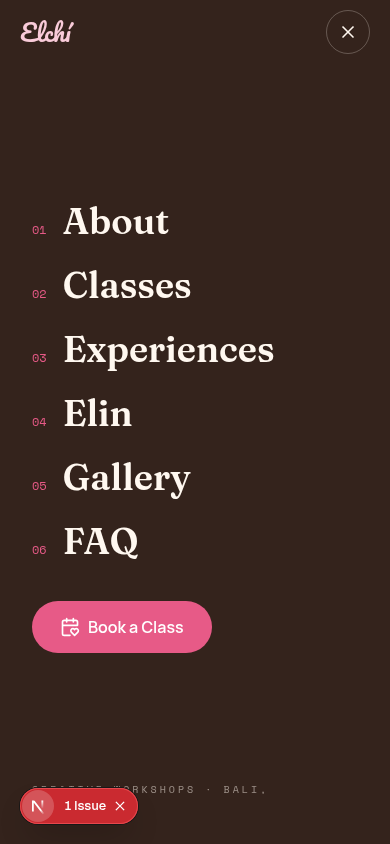 Elchí
01 About
02 Classes
03 Experiences
04 Elin
05 Gallery
06 FAQ
Book a Class
WORKSHOPS · BALI,
N 1 Issue